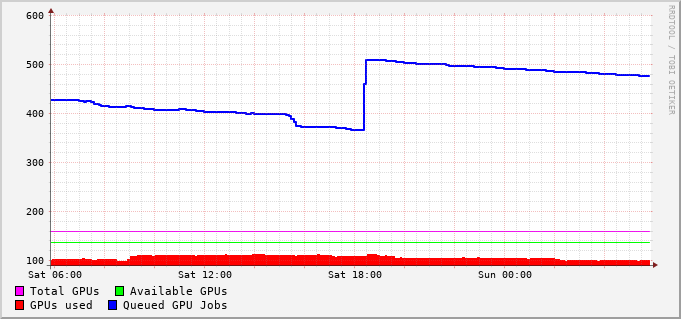 600
500
400
300
200
100
Sat 06:00 Sat 12:00 Sat 18:00 Sun 00:00
Total GPUs Available GPUs
GPUs used Queued GPU Jobs
RRDTOOL / TOBI OETIKER